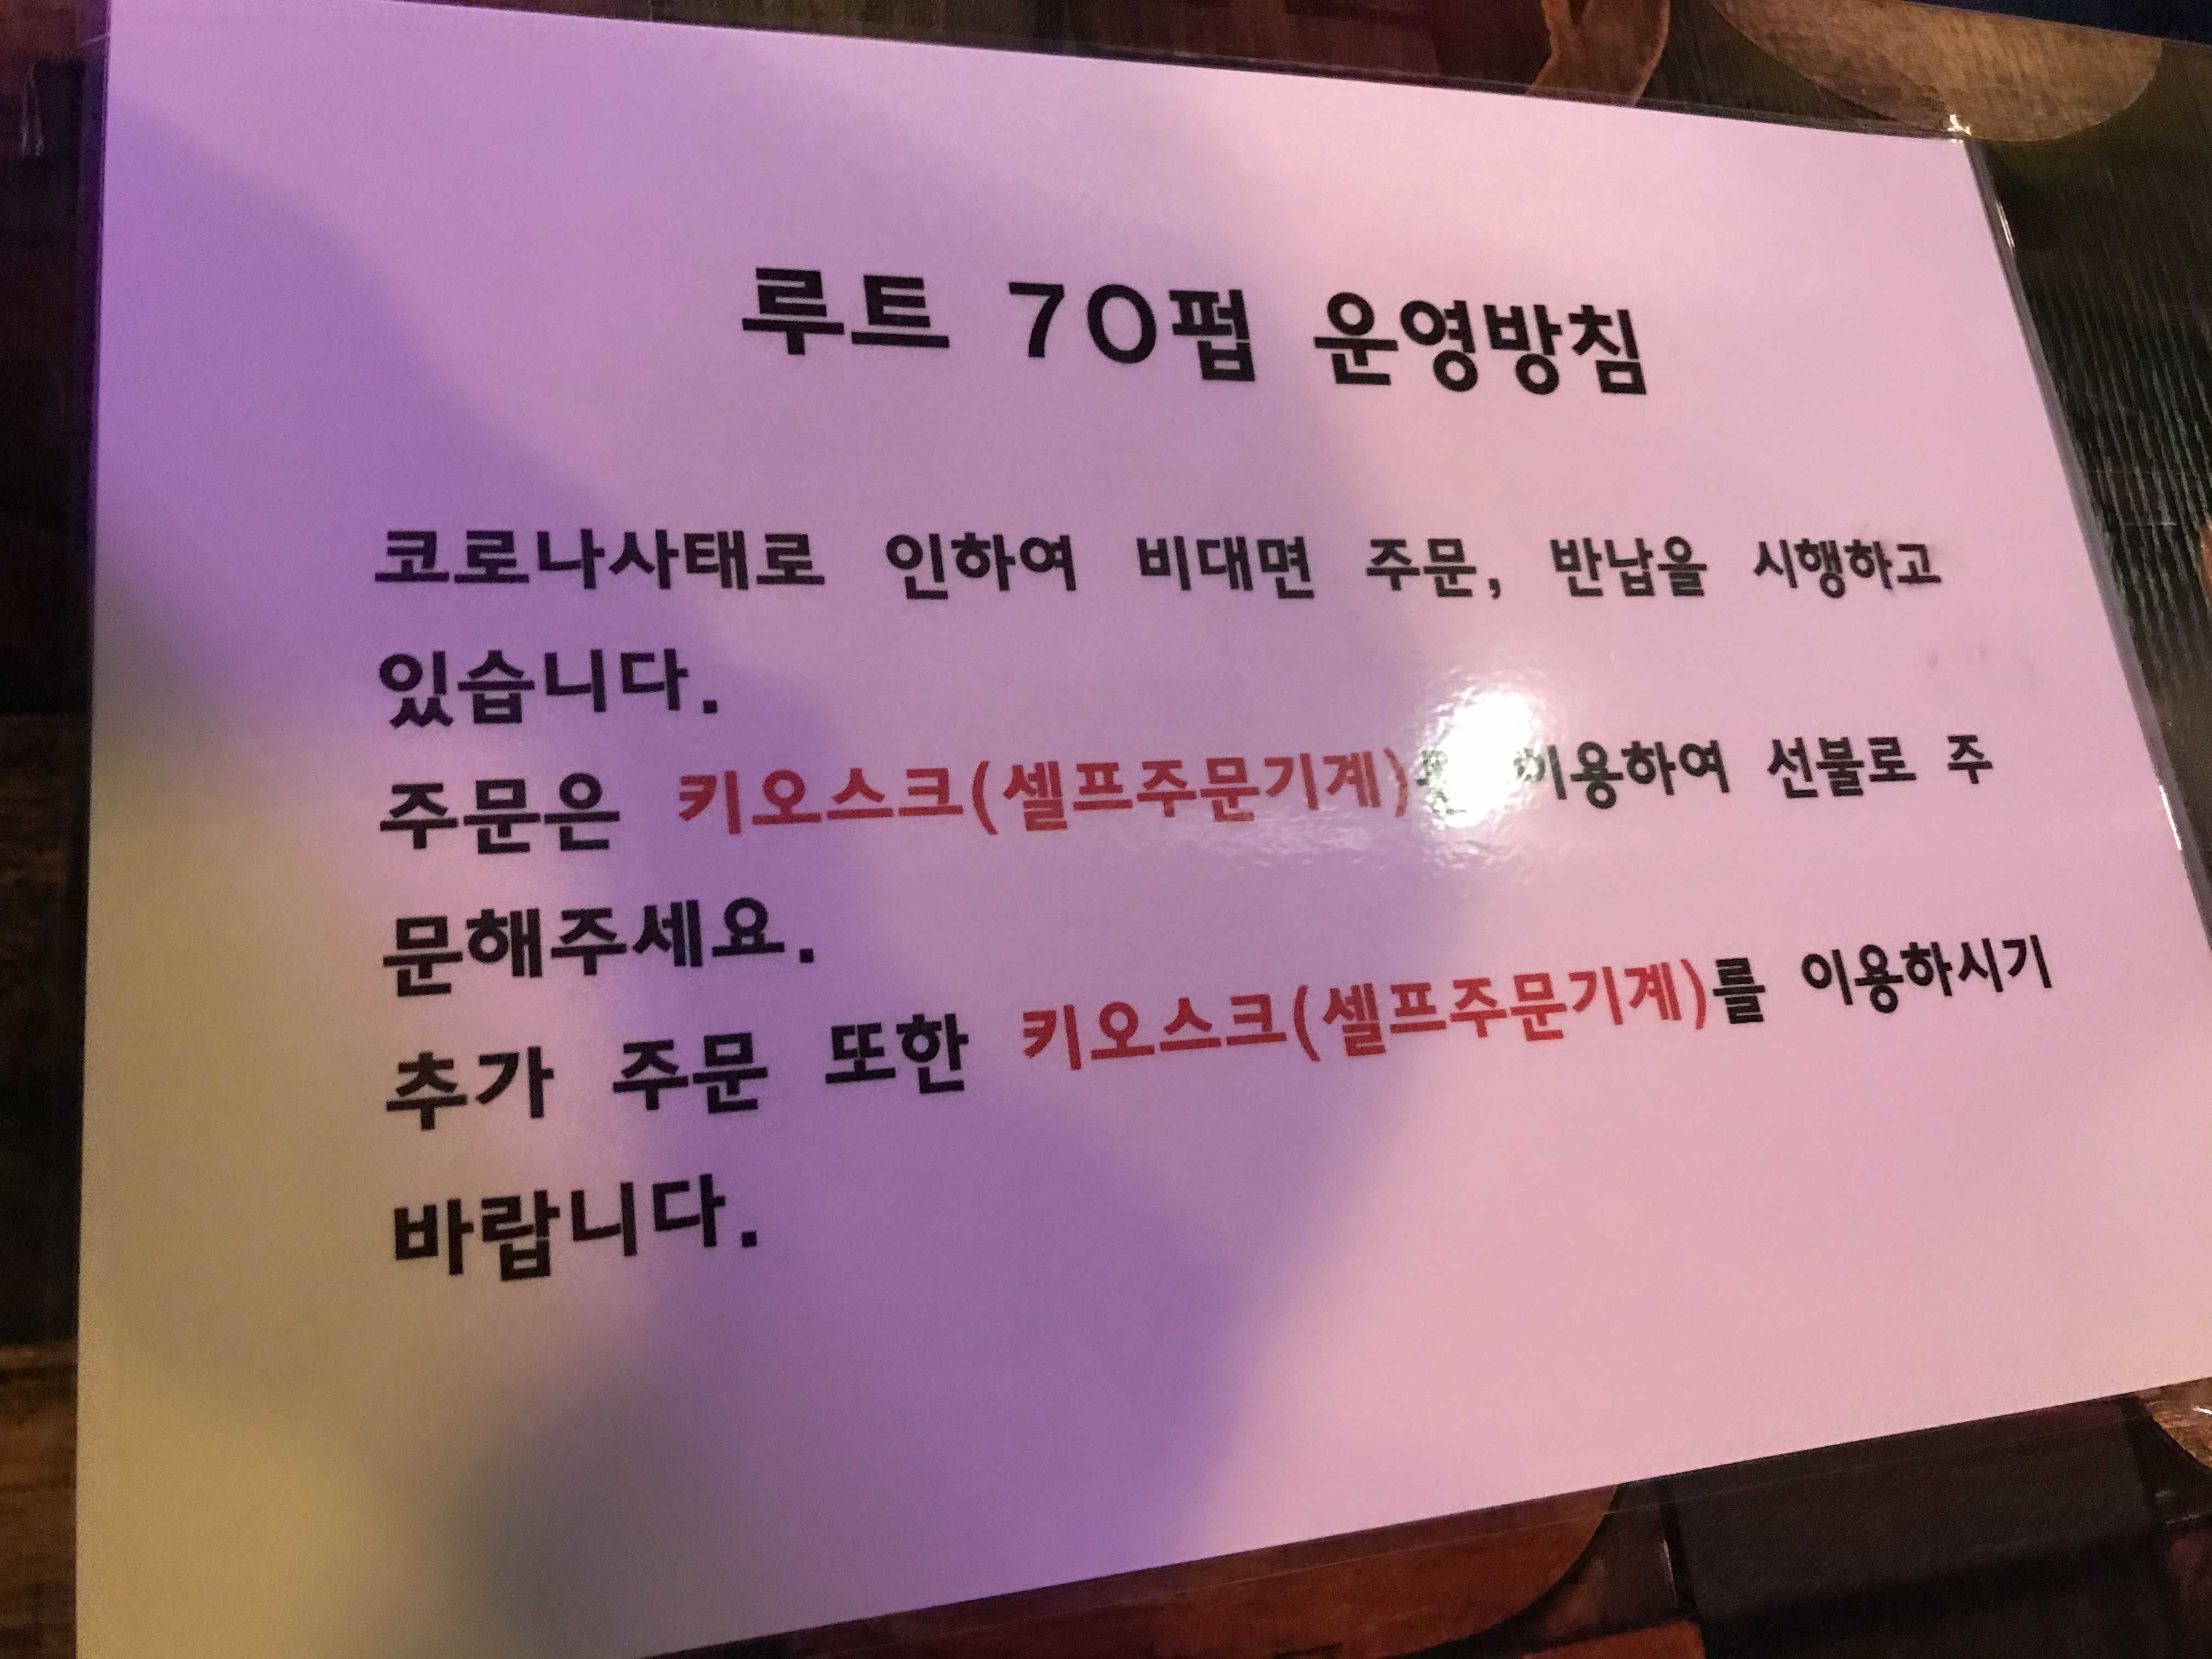 루트 70펍 운영방침
코로나사태로 인하여 비대면 주문, 반납을 시행하고
있습니다.
주문은 키오스크(셀프주문기계)를 이용하여 선불로 주
문해주세요.
추가 주문 또한 키오스크(셀프주문기계)를 이용하시기
바랍니다.